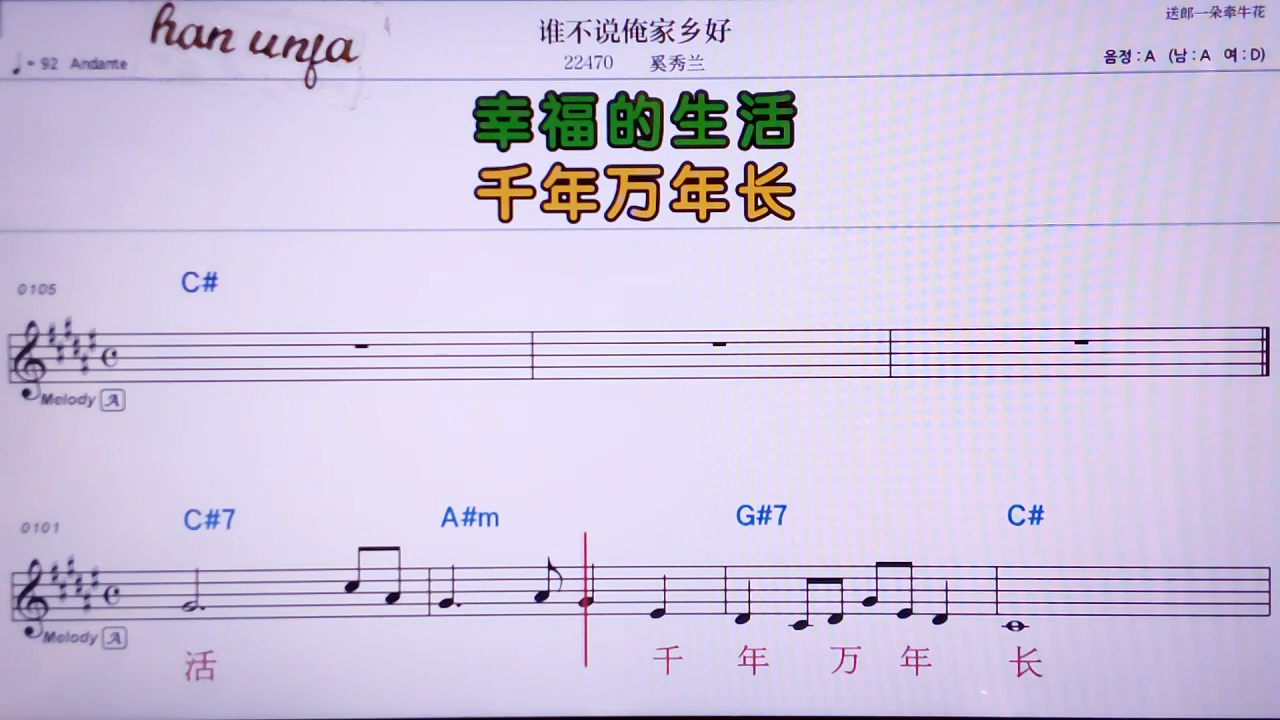 han unfa
谁不说俺家乡好
送郎一朵牵牛花
♩= 92 Andante
22470 奚秀兰
음정 : A (남 : A 여 : D)
幸福的生活
千年万年长
C#
0105
Melody A
C#7 A#m G#7 C#
0101
Melody A
活 千 年 万 年 长